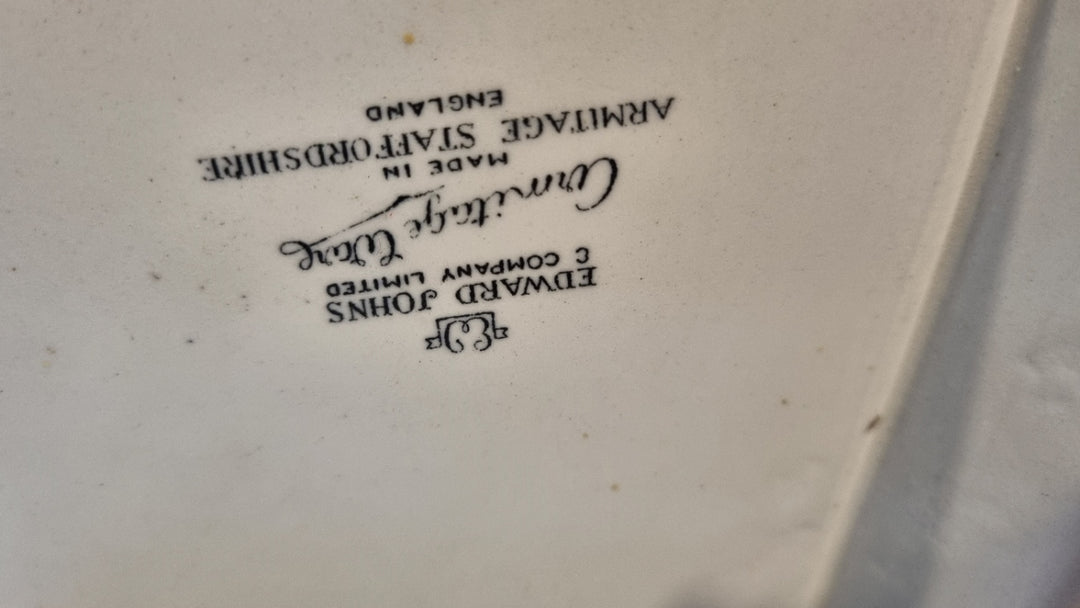 EJ
EDWARD JOHNS
& COMPANY LIMITED
Armitage Ware
MADE IN
ARMITAGE STAFFORDSHIRE
ENGLAND